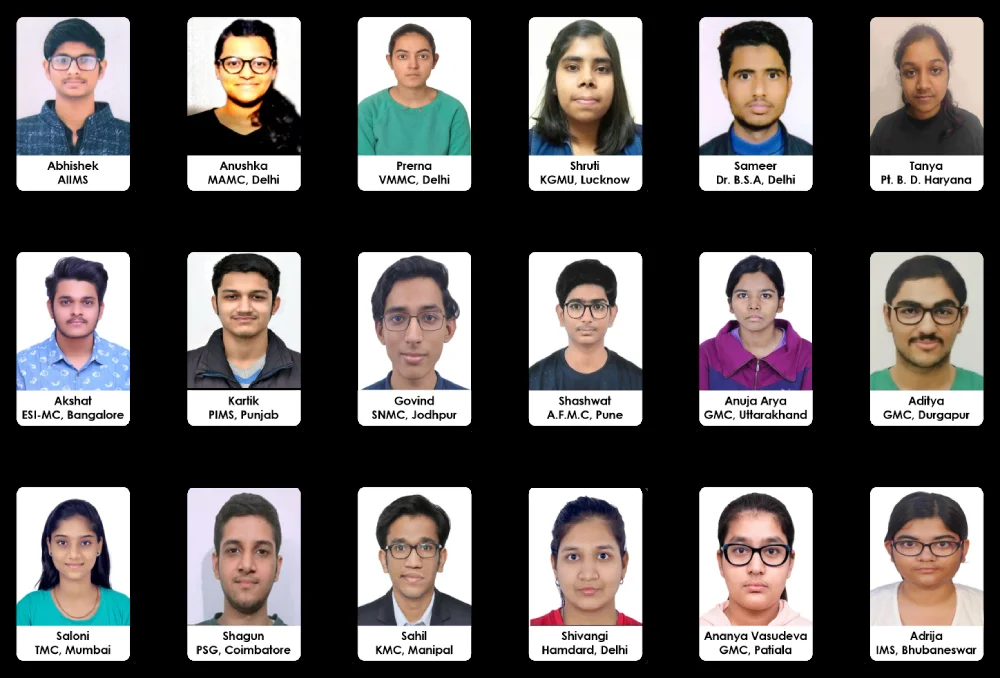 Abhishek
AIIMS
Anushka
MAMC, Delhi
Prerna
VMMC, Delhi
Shruti
KGMU, Lucknow
Sameer
Dr. B.S.A, Delhi
Tanya
Pt. B. D. Haryana
Akshat
ESI-MC, Bangalore
Kartik
PIMS, Punjab
Govind
SNMC, Jodhpur
Shashwat
A.F.M.C, Pune
Anuja Arya
GMC, Uttarakhand
Aditya
GMC, Durgapur
Saloni
TMC, Mumbai
Shagun
PSG, Coimbatore
Sahil
KMC, Manipal
Shivangi
Hamdard, Delhi
Ananya Vasudeva
GMC, Patiala
Adrija
IMS, Bhubaneswar